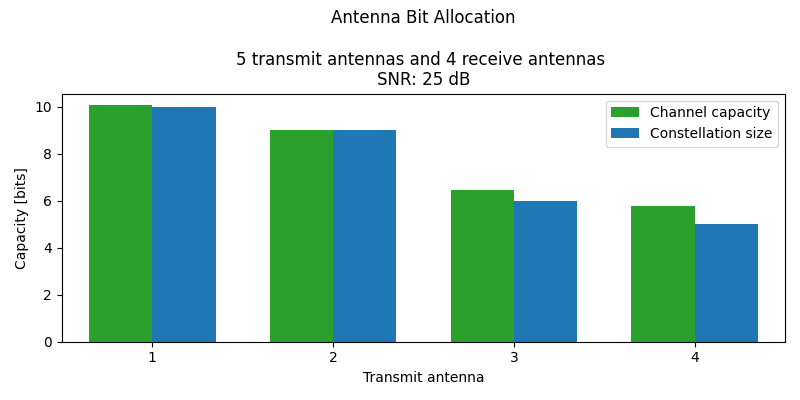 Antenna Bit Allocation
5 transmit antennas and 4 receive antennas
SNR: 25 dB
Channel capacity
Constellation size
Capacity [bits]
10
8
6
4
2
0
1 2 3 4
Transmit antenna